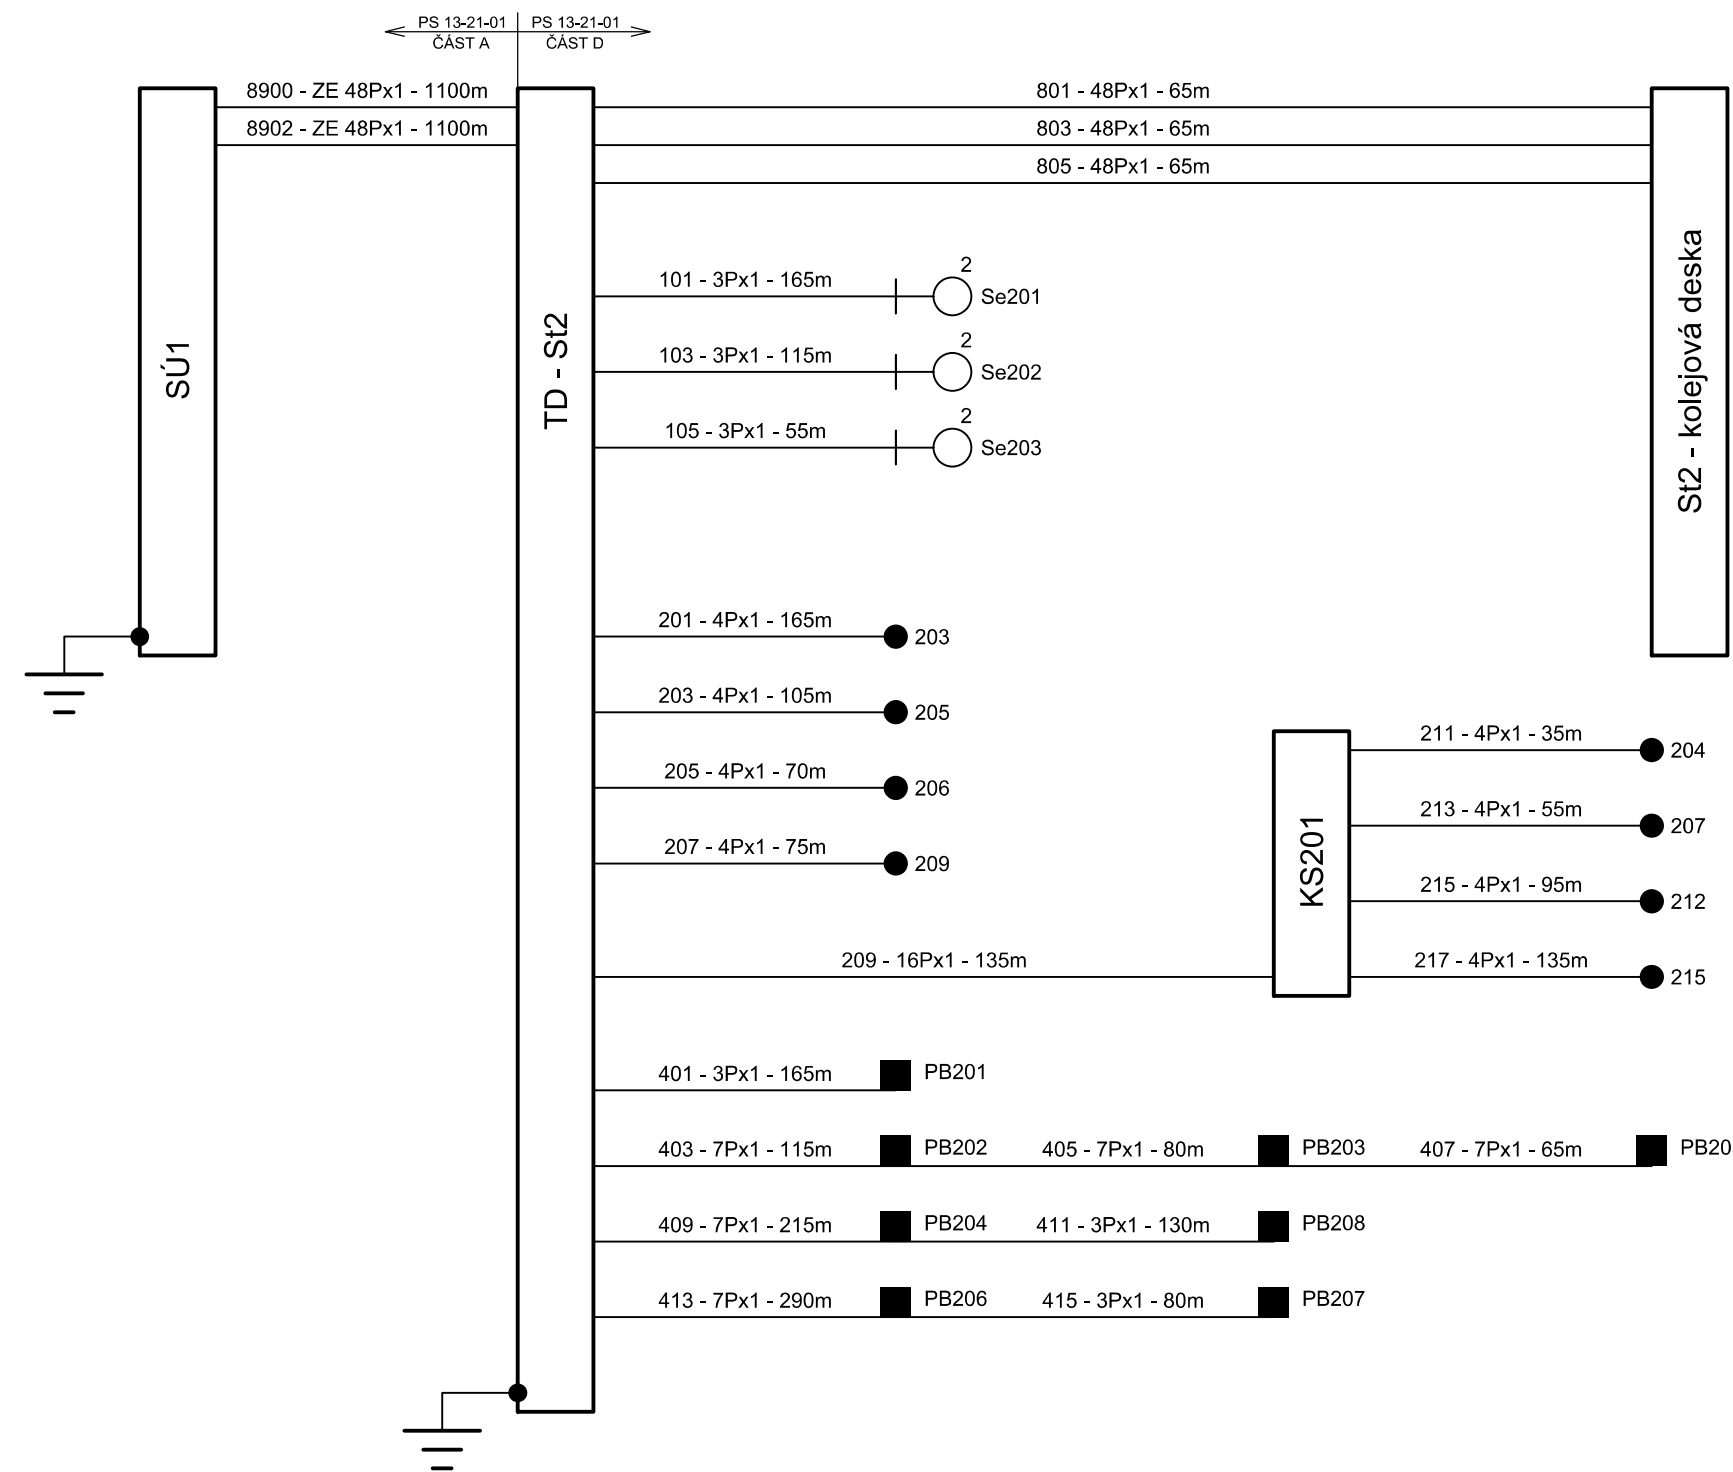 PS 13-21-01 PS 13-21-01
ČÁST A ČÁST D
8900 - ZE 48Px1 - 1100m
8902 - ZE 48Px1 - 1100m
801 - 48Px1 - 65m
803 - 48Px1 - 65m
805 - 48Px1 - 65m
SÚ1
TD - St2
St2 - kolejová deska
101 - 3Px1 - 165m
2
Se201
103 - 3Px1 - 115m
2
Se202
105 - 3Px1 - 55m
2
Se203
201 - 4Px1 - 165m
203
203 - 4Px1 - 105m
205
205 - 4Px1 - 70m
206
207 - 4Px1 - 75m
209
209 - 16Px1 - 135m
KS201
211 - 4Px1 - 35m
204
213 - 4Px1 - 55m
207
215 - 4Px1 - 95m
212
217 - 4Px1 - 135m
215
401 - 3Px1 - 165m
PB201
403 - 7Px1 - 115m
PB202
405 - 7Px1 - 80m
PB203
407 - 7Px1 - 65m
PB20
409 - 7Px1 - 215m
PB204
411 - 3Px1 - 130m
PB208
413 - 7Px1 - 290m
PB206
415 - 3Px1 - 80m
PB207